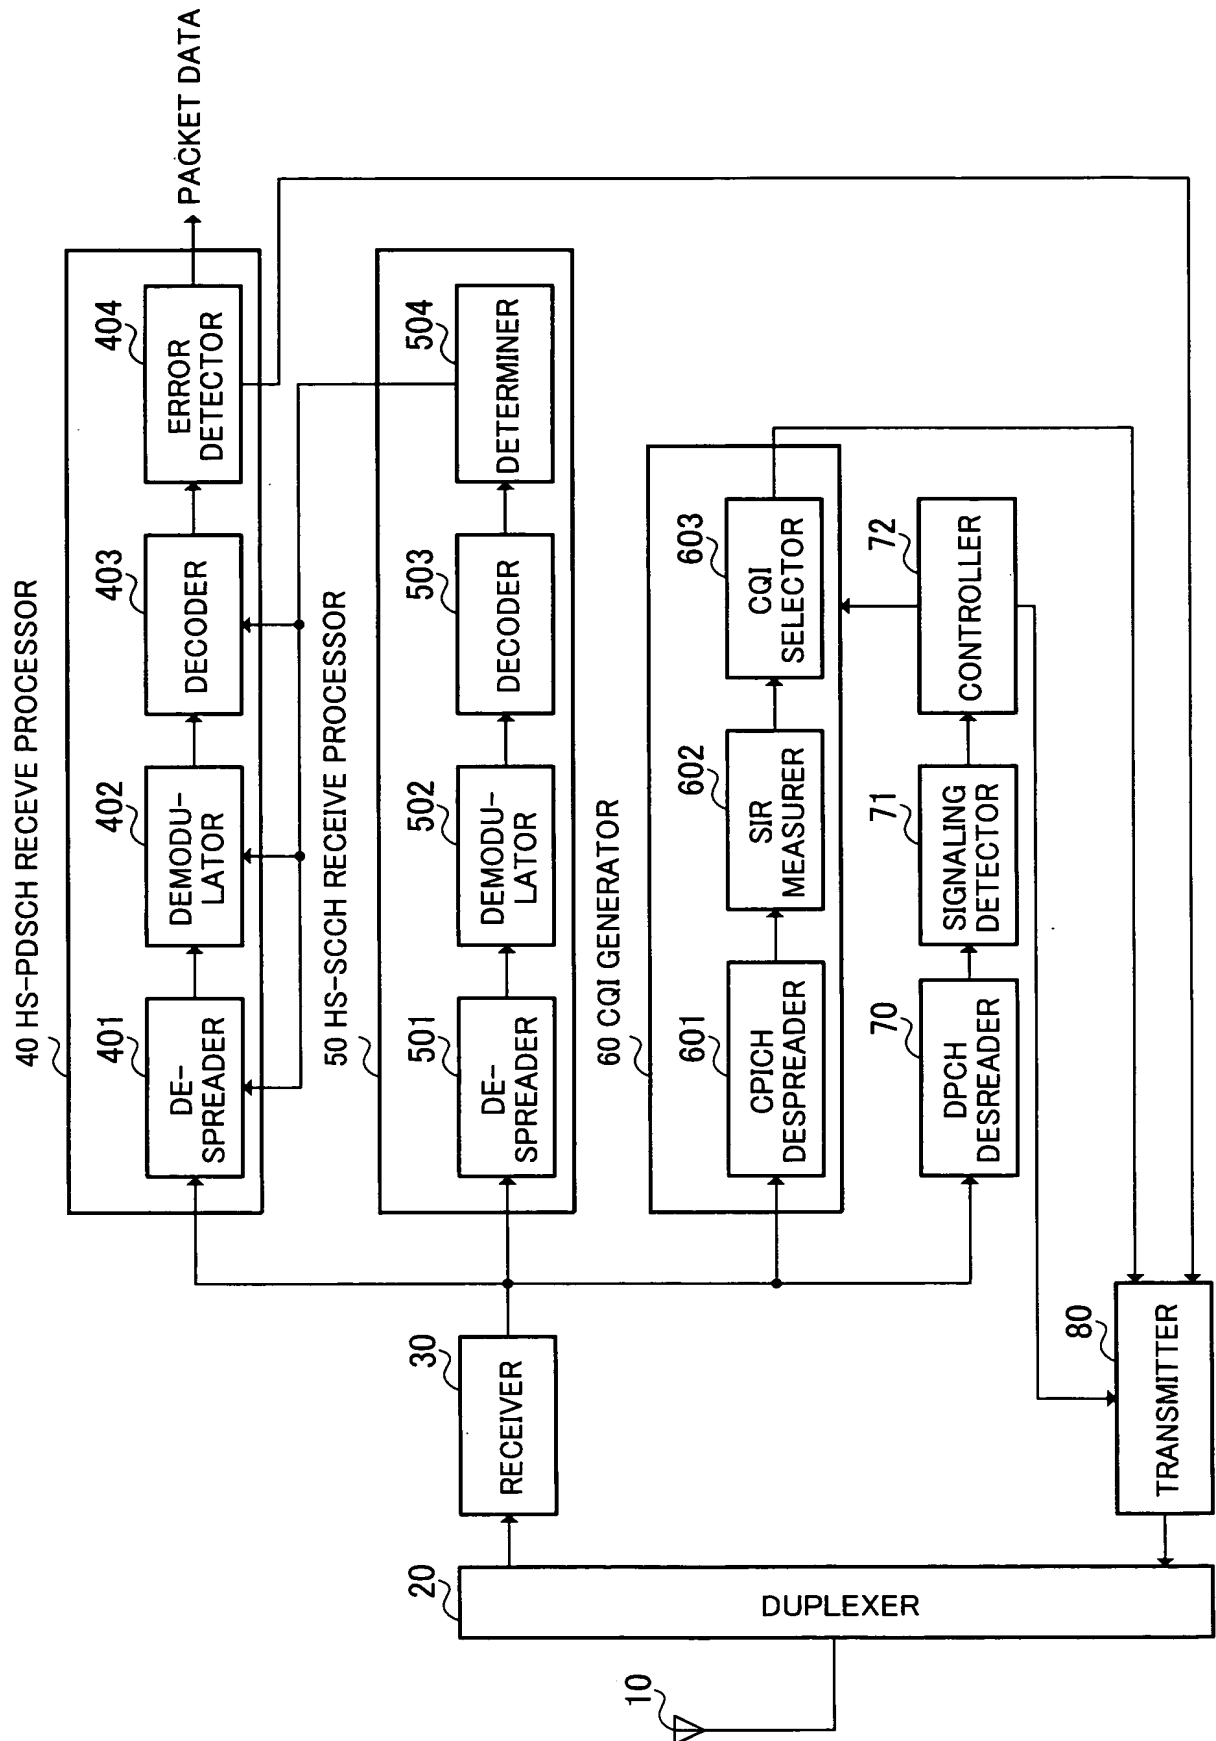 40 HS-PDSCH RECEVE PROCESSOR
401
DE-
SPREADER
402
DEMODU-
LATOR
403
DECODER
404
ERROR
DETECTOR
PACKET DATA
50 HS-SCCH RECEIVE PROCESSOR
501
DE-
SPREADER
502
DEMODU-
LATOR
503
DECODER
504
DETERMINER
60 CQI GENERATOR
601
CPICH
DESPREADER
602
SIR
MEASURER
603
CQI
SELECTOR
70
DPCH
DESREADER
71
SIGNALING
DETECTOR
72
CONTROLLER
30
RECEIVER
80
TRANSMITTER
20
DUPLEXER
10